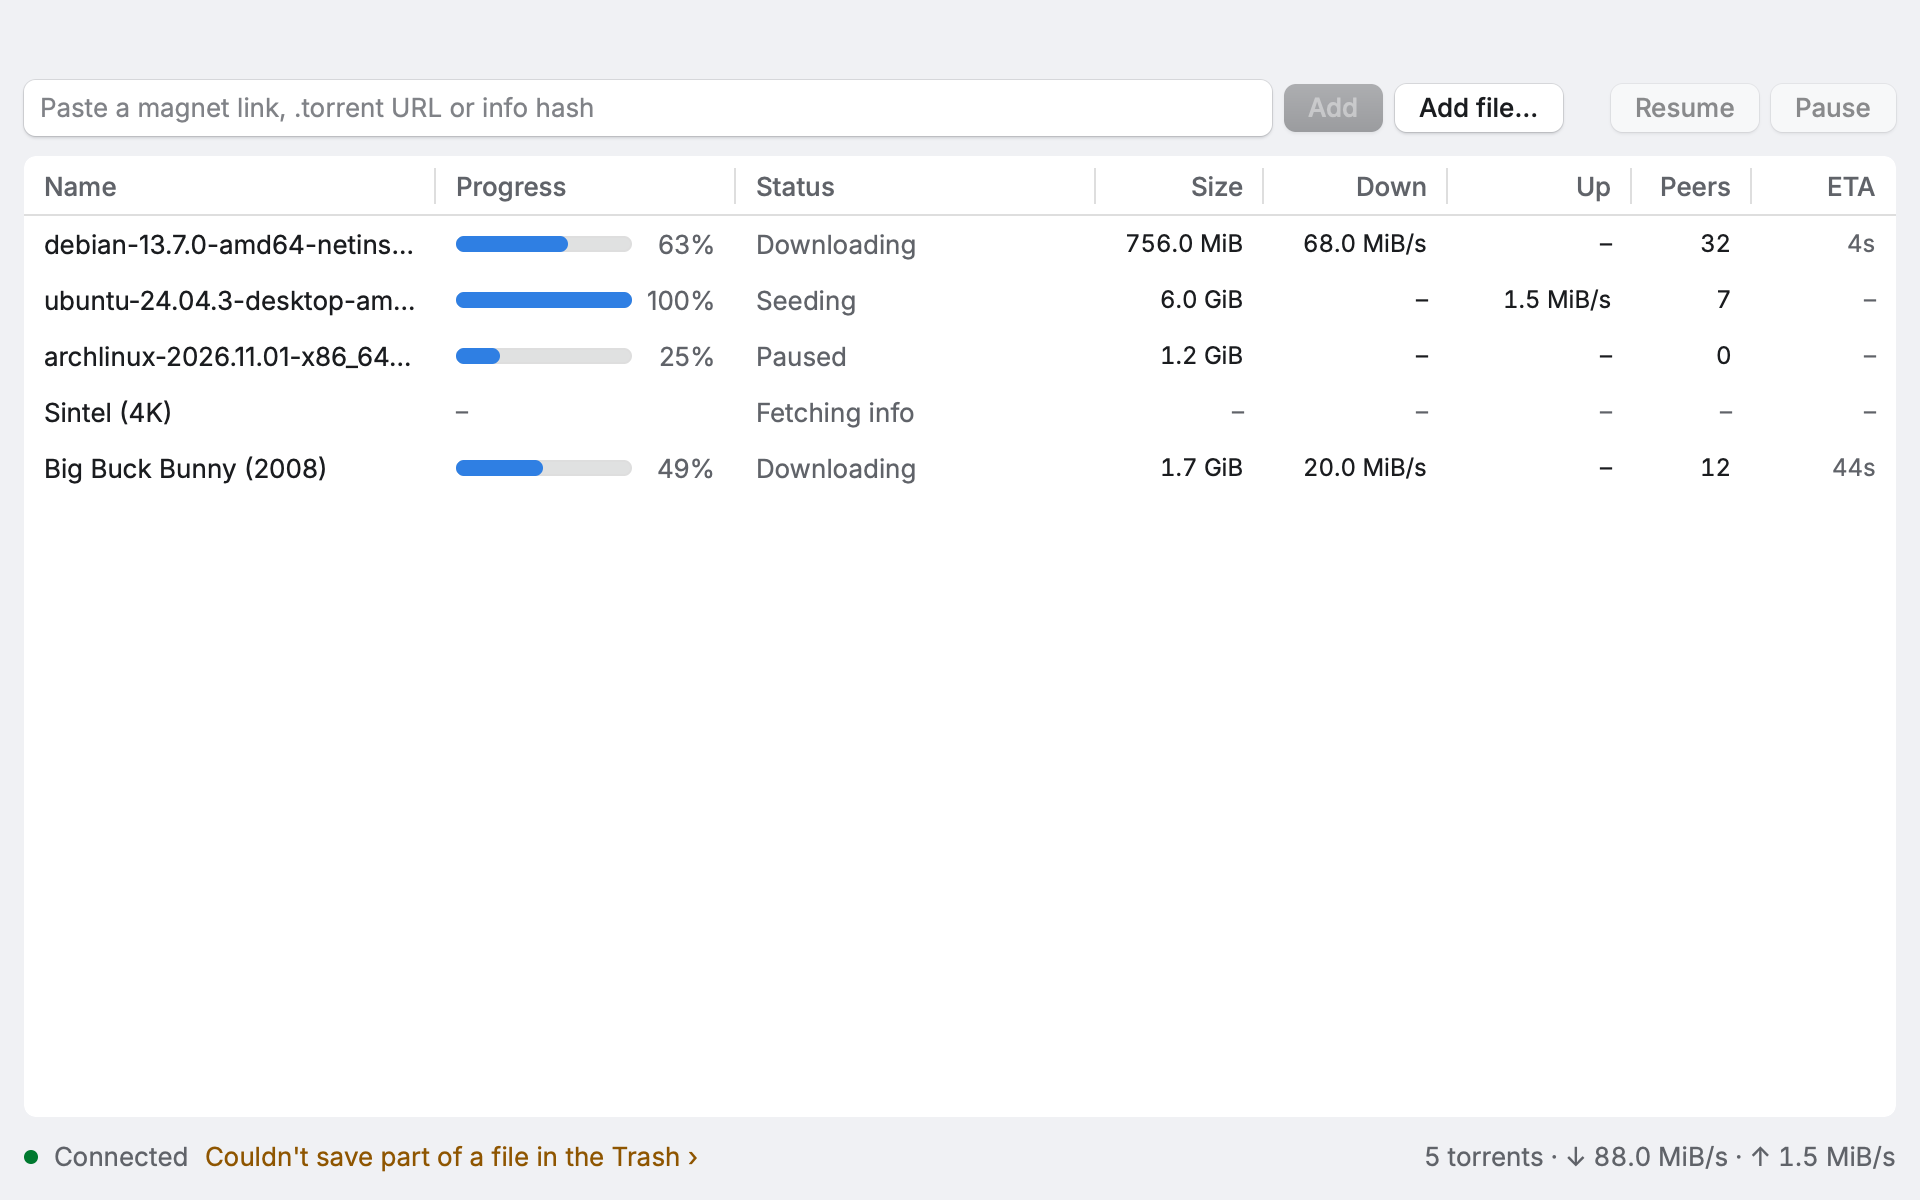 Paste a magnet link, .torrent URL or info hash Add Add file... Resume Pause
Name Progress Status Size Down Up Peers ETA
debian-13.7.0-amd64-netins... 63% Downloading 756.0 MiB 68.0 MiB/s – 32 4s
ubuntu-24.04.3-desktop-am... 100% Seeding 6.0 GiB – 1.5 MiB/s 7 –
archlinux-2026.11.01-x86_64... 25% Paused 1.2 GiB – – 0 –
Sintel (4K) – Fetching info – – – – –
Big Buck Bunny (2008) 49% Downloading 1.7 GiB 20.0 MiB/s – 12 44s
Connected Couldn't save part of a file in the Trash › 5 torrents · ↓ 88.0 MiB/s · ↑ 1.5 MiB/s